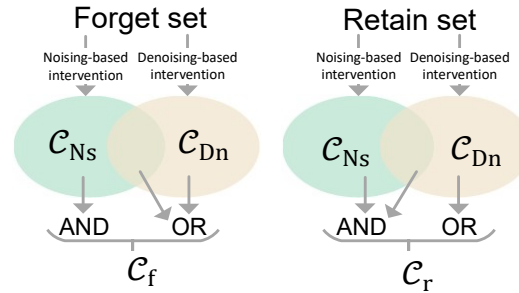 Forget set
Noising-based intervention
Denoising-based intervention
C_Ns
C_Dn
AND
OR
C_f
Retain set
Noising-based intervention
Denoising-based intervention
C_Ns
C_Dn
AND
OR
C_r